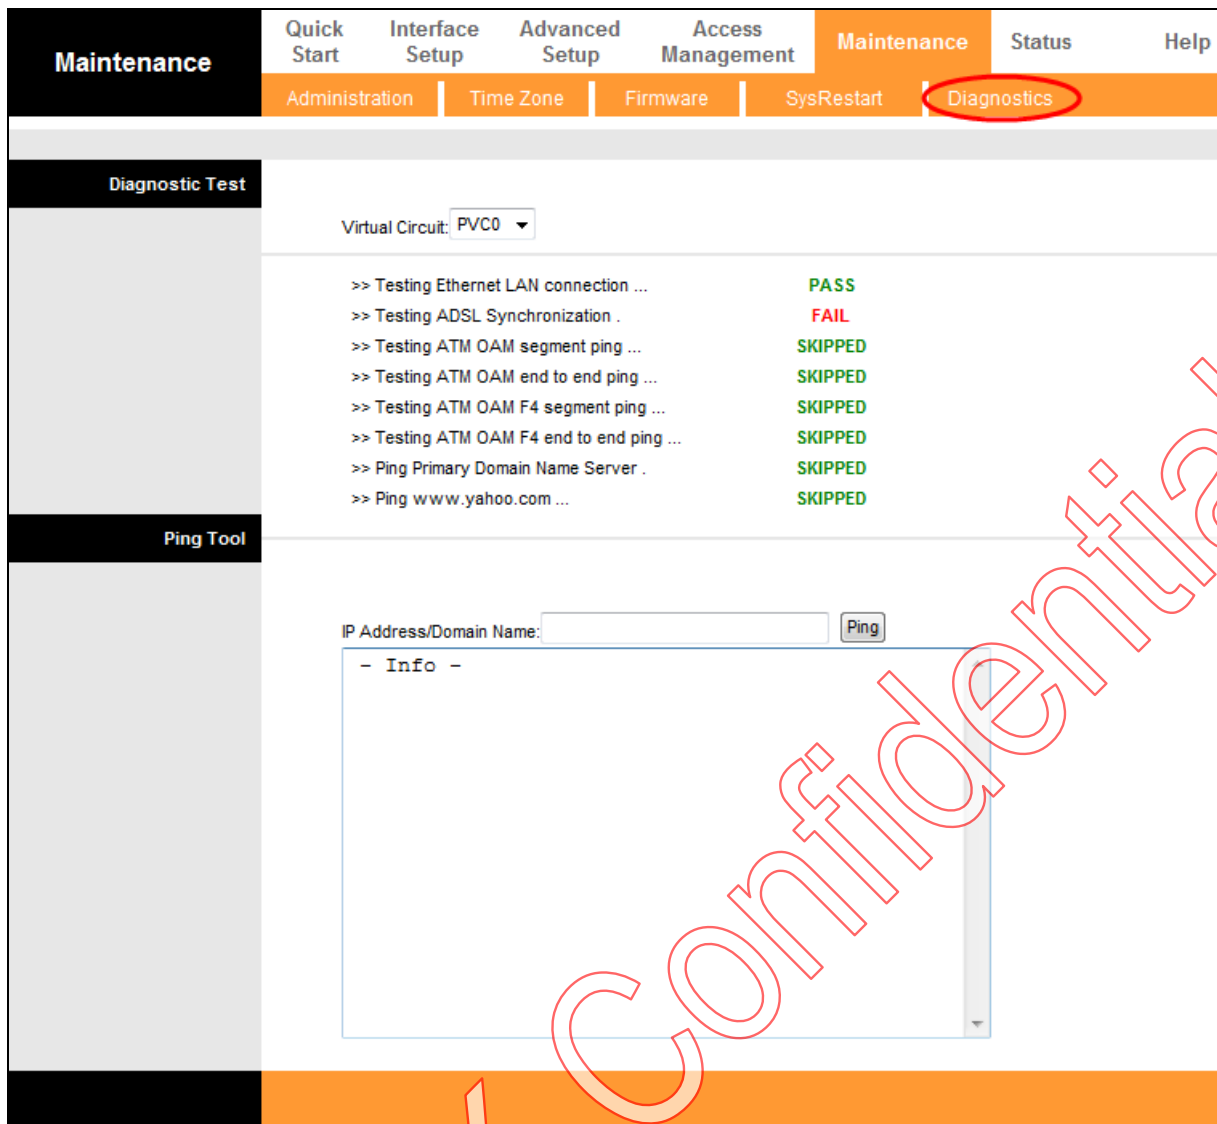 Maintenance
Quick Start
Interface Setup
Advanced Setup
Access Management
Maintenance
Status
Help
Administration
Time Zone
Firmware
SysRestart
Diagnostics
Diagnostic Test
Virtual Circuit: PVC0
>> Testing Ethernet LAN connection ... PASS
>> Testing ADSL Synchronization . FAIL
>> Testing ATM OAM segment ping ... SKIPPED
>> Testing ATM OAM end to end ping ... SKIPPED
>> Testing ATM OAM F4 segment ping ... SKIPPED
>> Testing ATM OAM F4 end to end ping ... SKIPPED
>> Ping Primary Domain Name Server . SKIPPED
>> Ping www.yahoo.com ... SKIPPED
Ping Tool
IP Address/Domain Name: Ping
- Info -
Confidential